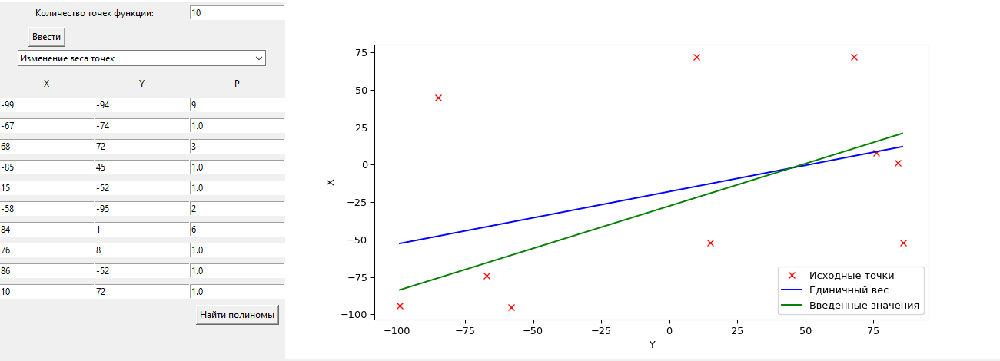 Количество точек функции: 10
Ввести
Изменение веса точек
X Y P
-99 -94 9
-67 -74 1.0
68 72 3
-85 45 1.0
15 -52 1.0
-58 -95 2
84 1 6
76 8 1.0
86 -52 1.0
10 72 1.0
Найти полиномы
X
75
50
25
0
−25
−50
−75
−100
−100 −75 −50 −25 0 25 50 75
Y
Исходные точки
Единичный вес
Введенные значения